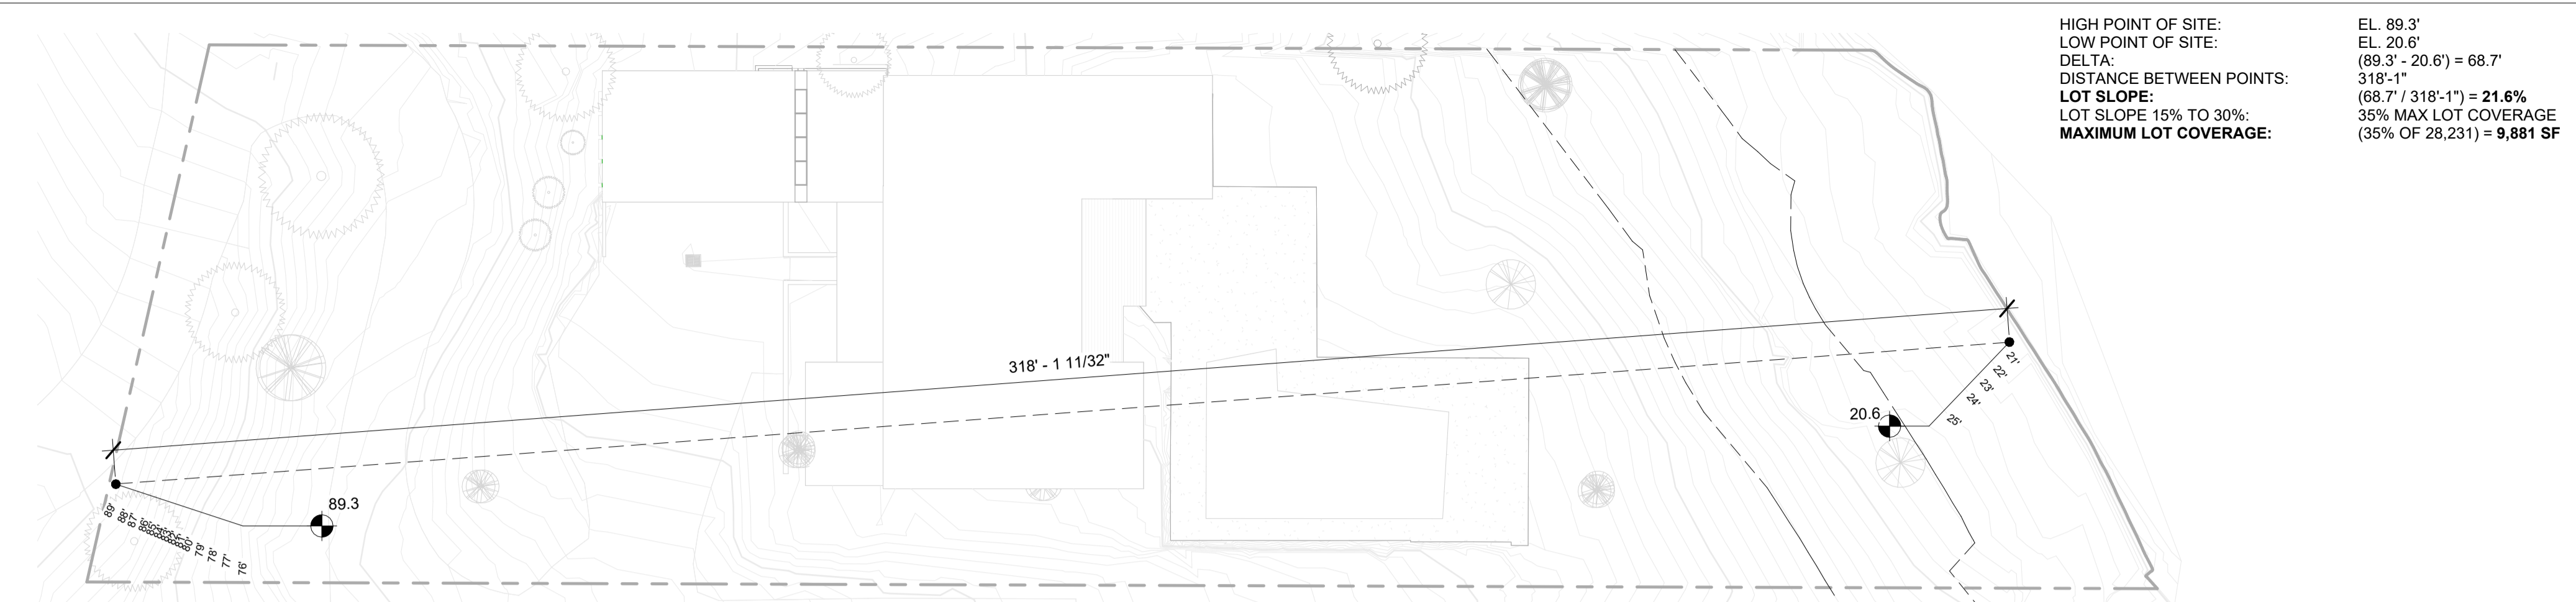 HIGH POINT OF SITE: EL. 89.3'
LOW POINT OF SITE: EL. 20.6'
DELTA: (89.3' - 20.6') = 68.7'
DISTANCE BETWEEN POINTS: 318'-1"
LOT SLOPE: (68.7' / 318'-1") = 21.6%
LOT SLOPE 15% TO 30%: 35% MAX LOT COVERAGE
MAXIMUM LOT COVERAGE: (35% OF 28,231) = 9,881 SF
318' - 1 11/32"
21'
22'
23'
24'
25'
20.6
89.3
89'
88'
87'
80'
79'
78'
77'
76'